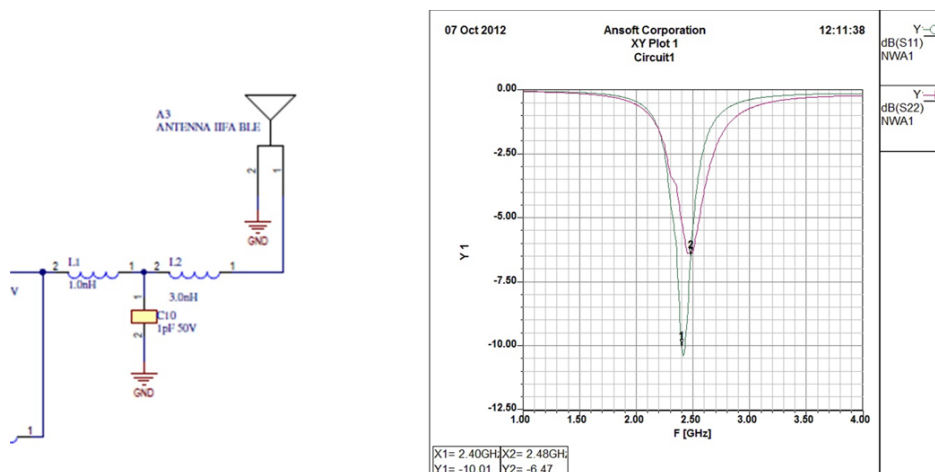 A3
ANTENNA IIFA BLE
2
1
GND
2
L1
1
2
L2
1
1.0nH
3.0nH
V
1
C10
1pF 50V
2
GND
1
07 Oct 2012
Ansoft Corporation
12:11:38
XY Plot 1
Circuit1
Y
dB(S11)
NWA1
Y
dB(S22)
NWA1
0.00
-2.50
-5.00
-7.50
-10.00
-12.50
Y 1
2
1
1.00
2.00
2.50
3.00
3.50
4.00
F [GHz]
X1= 2.40GHz
X2= 2.48GHz
Y1= -10.01
Y2= -6.47